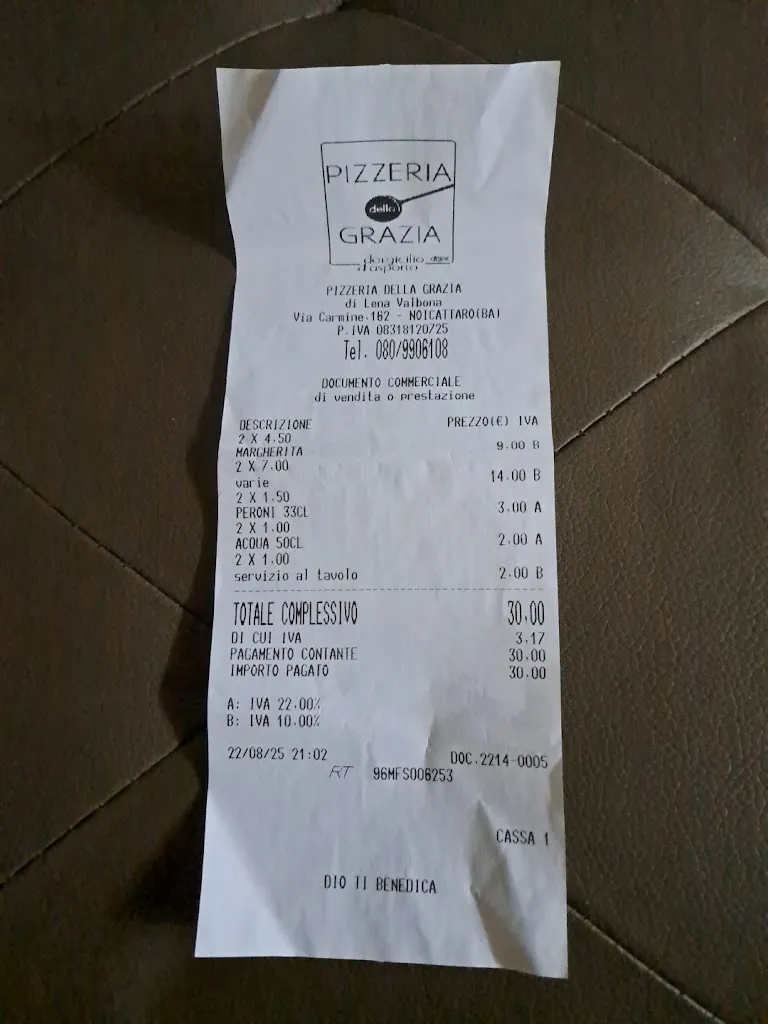 PIZZERIA
della
GRAZIA
domicilio
d'asporto
PIZZERIA DELLA GRAZIA
di Lena Valbona
Via Carmine.162 - NOICATTARO(BA)
P.IVA 08318120725
Tel. 080/9906108
DOCUMENTO COMMERCIALE
di vendita o prestazione
DESCRIZIONE PREZZO(€) IVA
2 X 4.50
MARGHERITA 9.00 B
2 X 7.00
varie 14.00 B
2 X 1.50
PERONI 33CL 3.00 A
2 X 1.00
ACQUA 50CL 2.00 A
2 X 1.00
servizio al tavolo 2.00 B
TOTALE COMPLESSIVO 30.00
DI CUI IVA 3.17
PAGAMENTO CONTANTE 30.00
IMPORTO PAGATO 30.00
A: IVA 22.00%
B: IVA 10.00%
22/08/25 21:02 DOC.2214-0005
RT 96MFS006253
CASSA 1
DIO TI BENEDICA